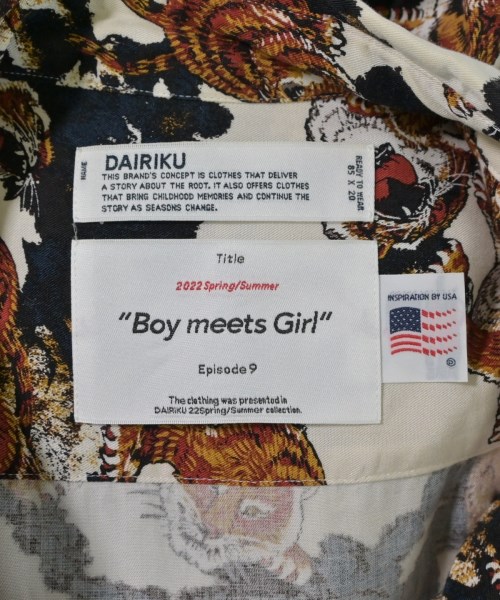 DAIRIKU
THIS BRAND'S CONCEPT IS CLOTHES THAT DELIVER
A STORY ABOUT THE ROOT. IT ALSO OFFERS CLOTHES
THAT BRING CHILDHOOD MEMORIES AND CONTINUE THE
STORY AS SEASONS CHANGE.
READY TO WEAR
85 X 20
Title
2022 Spring/Summer
"Boy meets Girl"
Episode 9
The clothing was presented in
DAIRIKU 22Spring/Summer collection.
INSPIRATION BY USA